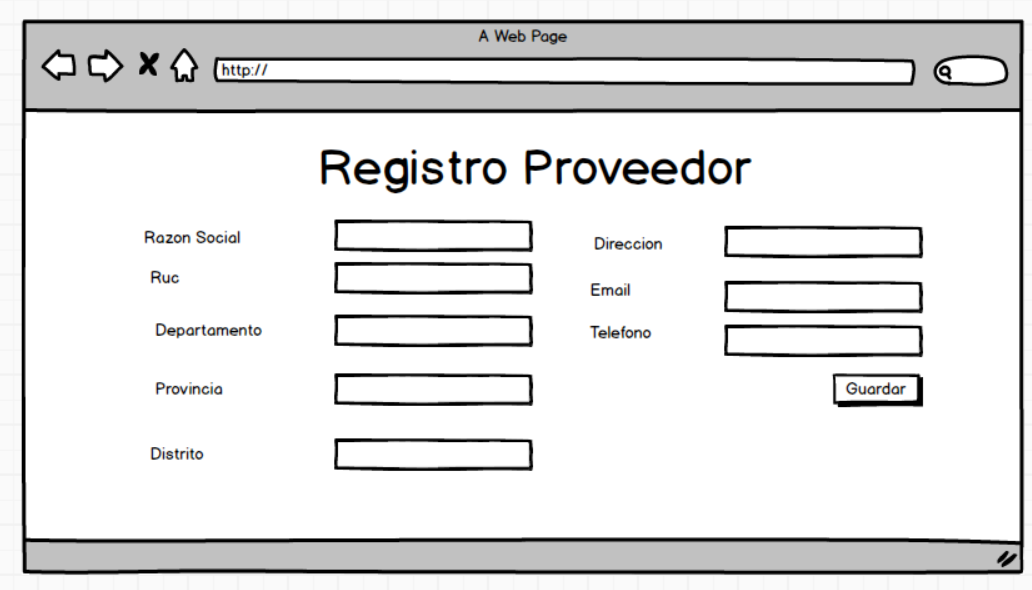 A Web Page
http://
Registro Proveedor
Razon Social
Ruc
Departamento
Provincia
Distrito
Direccion
Email
Telefono
Guardar